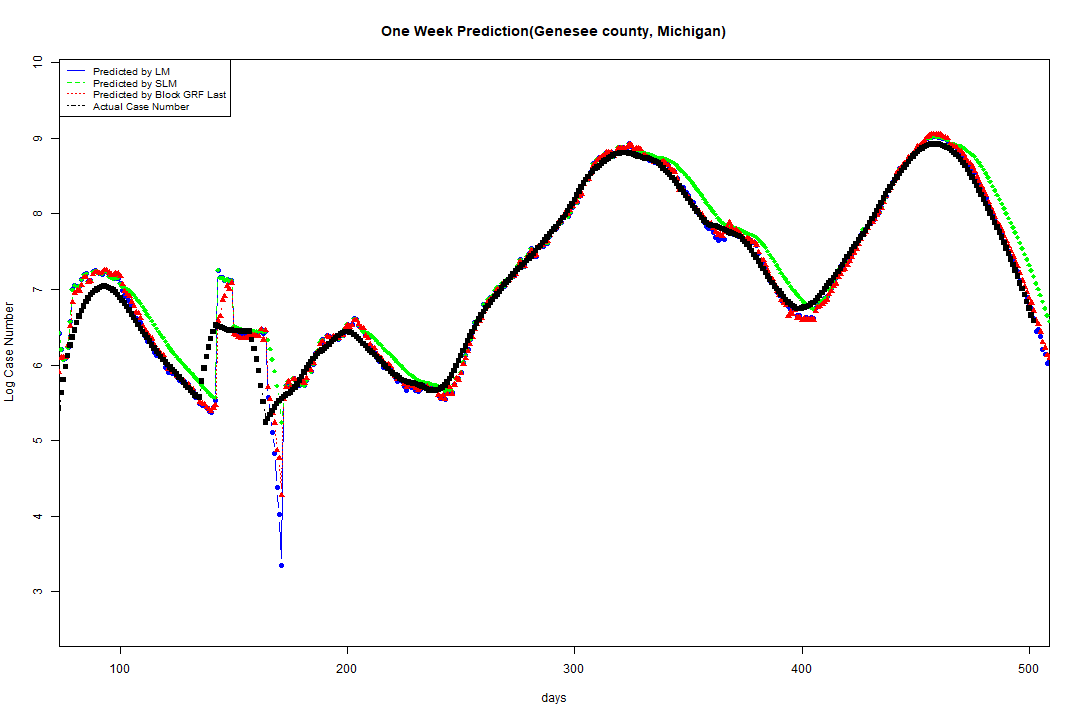 One Week Prediction(Genesee county, Michigan)
Predicted by LM
Predicted by SLM
Predicted by Block GRF Last
Actual Case Number
10
9
8
7
6
5
4
3
Log Case Number
100
200
300
400
500
days